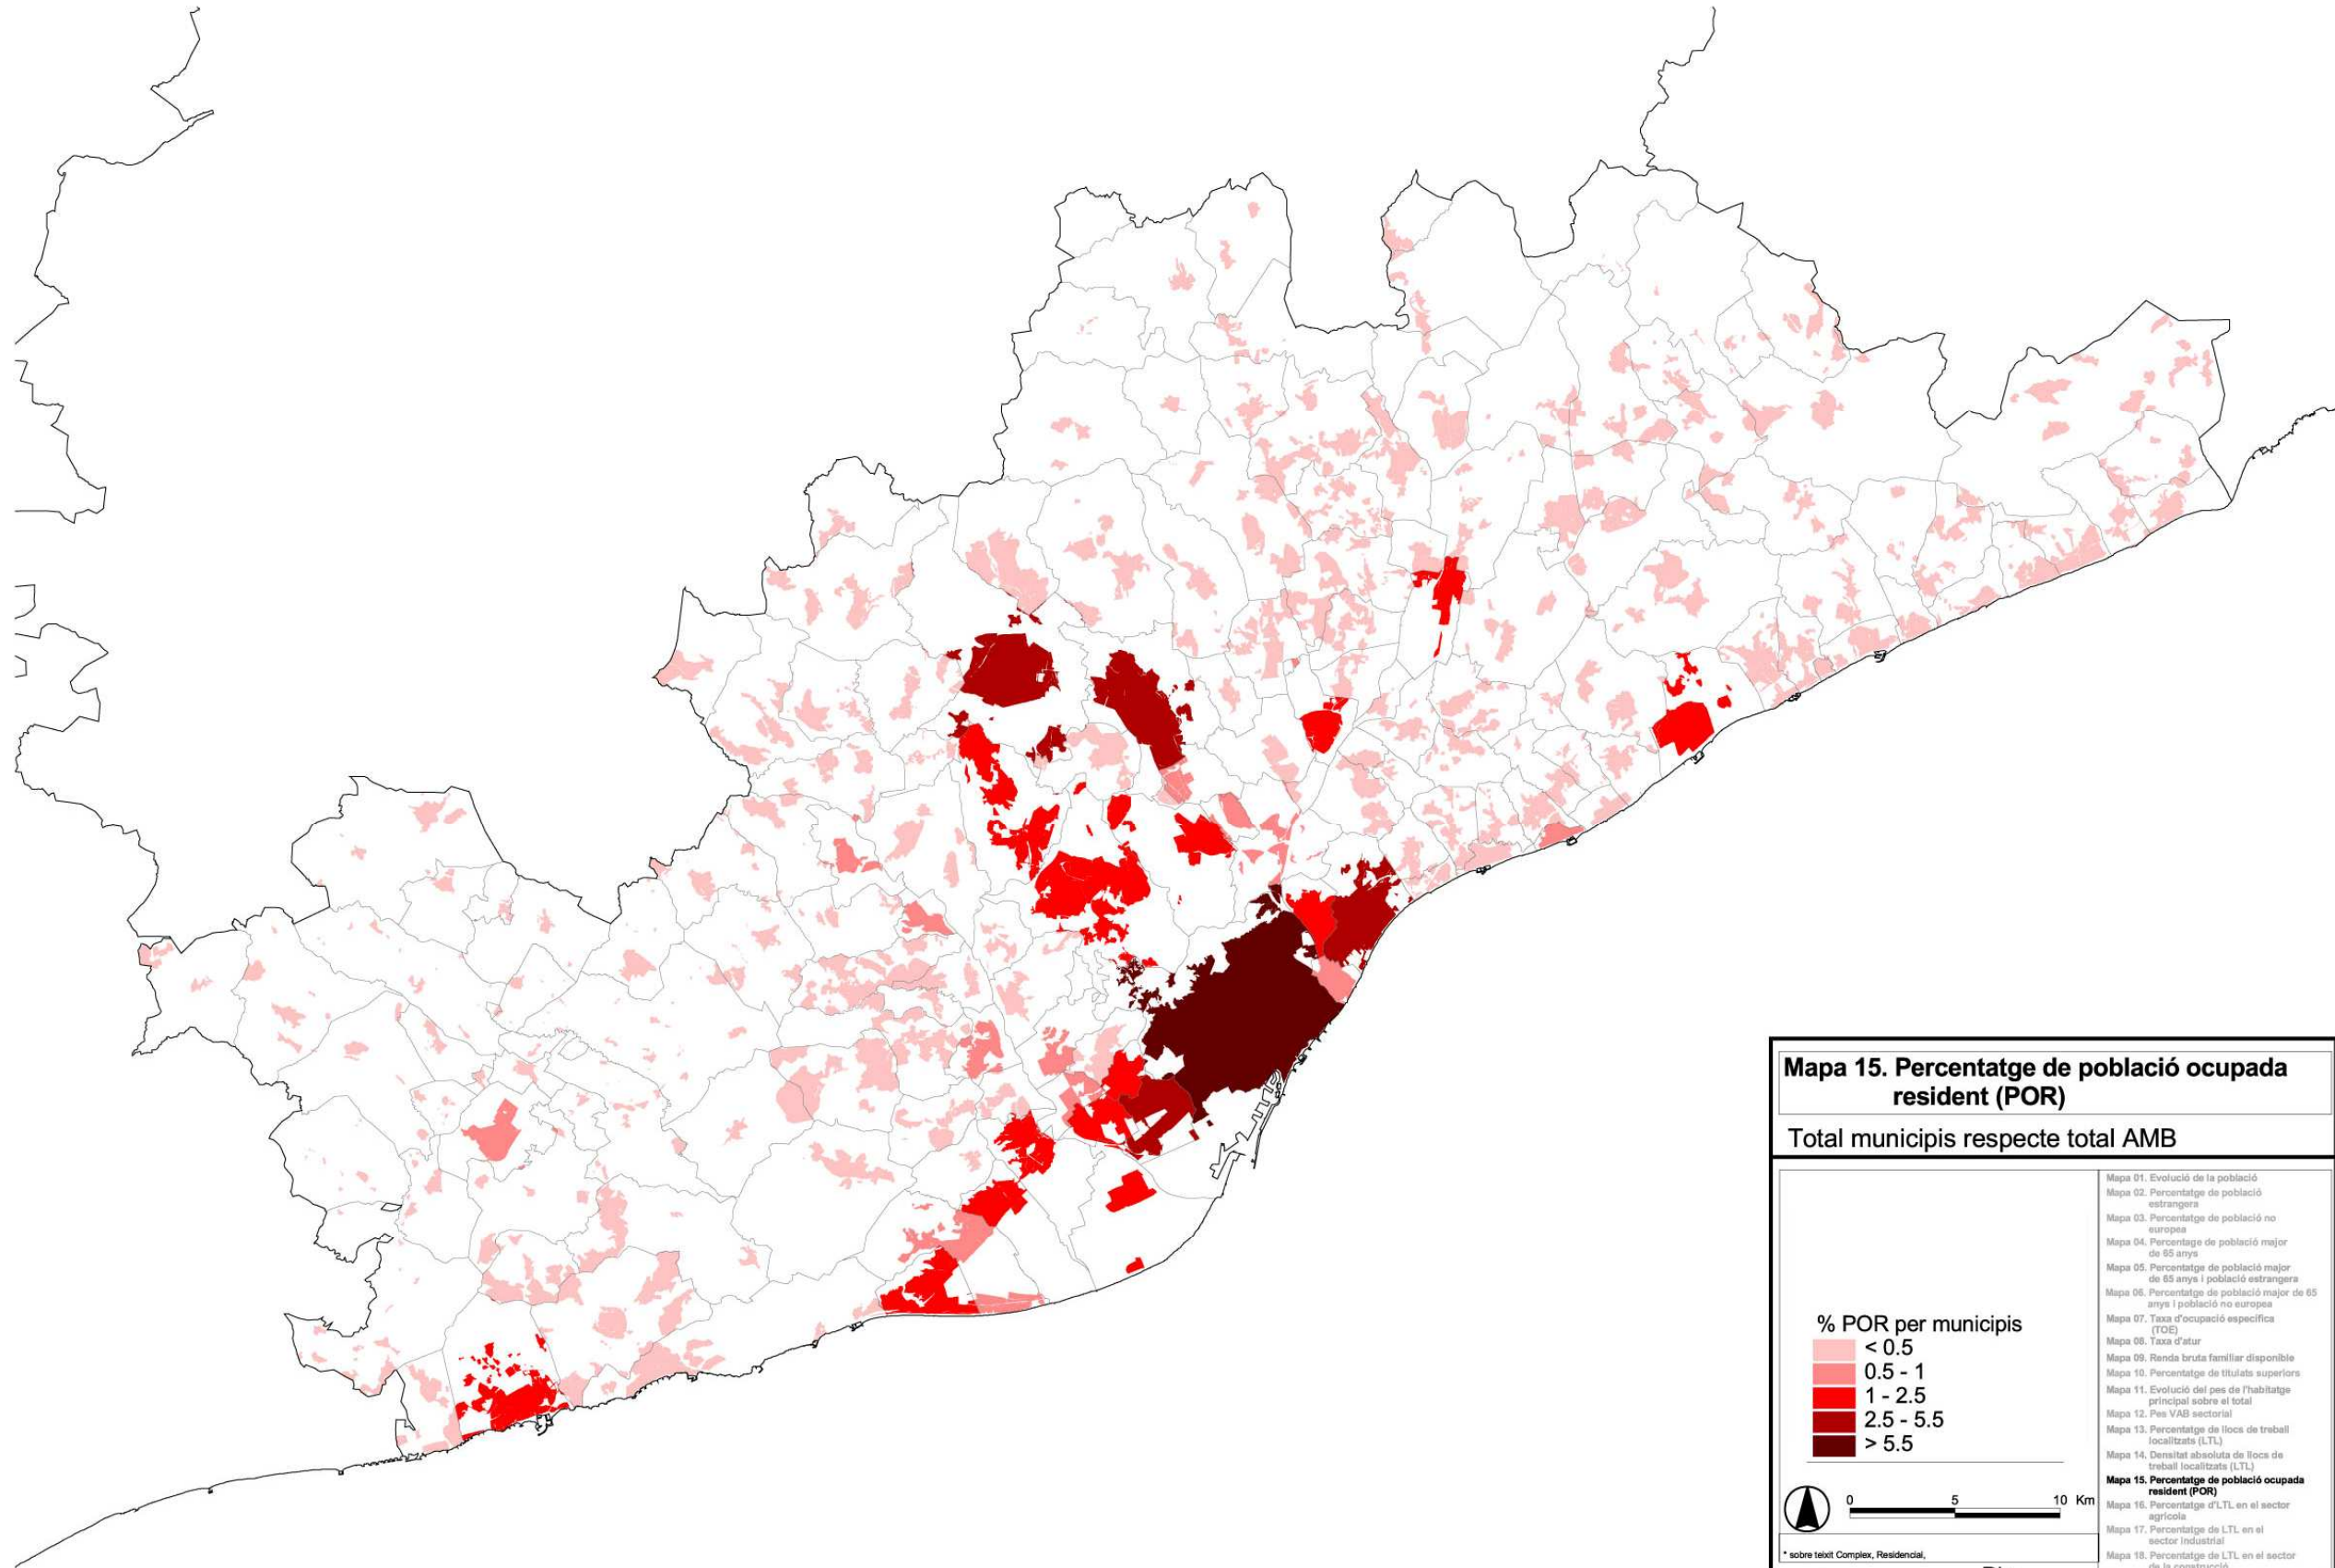 Mapa 15. Percentatge de població ocupada
resident (POR)
Total municipis respecte total AMB
% POR per municipis
< 0.5
0.5 - 1
1 - 2.5
2.5 - 5.5
> 5.5
0 5 10 Km
* sobre teixit Complex, Residencial,
Mapa 01. Evolució de la població
Mapa 02. Percentatge de població
estrangera
Mapa 03. Percentatge de població no
europea
Mapa 04. Percentage de població major
de 65 anys
Mapa 05. Percentatge de població major
de 65 anys i població estrangera
Mapa 06. Percentatge de població major de 65
anys i població no europea
Mapa 07. Taxa d'ocupació específica
(TOE)
Mapa 08. Taxa d'atur
Mapa 09. Renda bruta familiar disponible
Mapa 10. Percentatge de titulats superiors
Mapa 11. Evolució del pes de l'habitatge
principal sobre el total
Mapa 12. Pes VAB sectorial
Mapa 13. Percentatge de llocs de treball
localitzats (LTL)
Mapa 14. Densitat absoluta de llocs de
treball localitzats (LTL)
Mapa 15. Percentatge de població ocupada
resident (POR)
Mapa 16. Percentatge d'LTL en el sector
agrícola
Mapa 17. Percentatge de LTL en el
sector industrial
Mapa 18. Percentatge de LTL en el sector
de la construcció